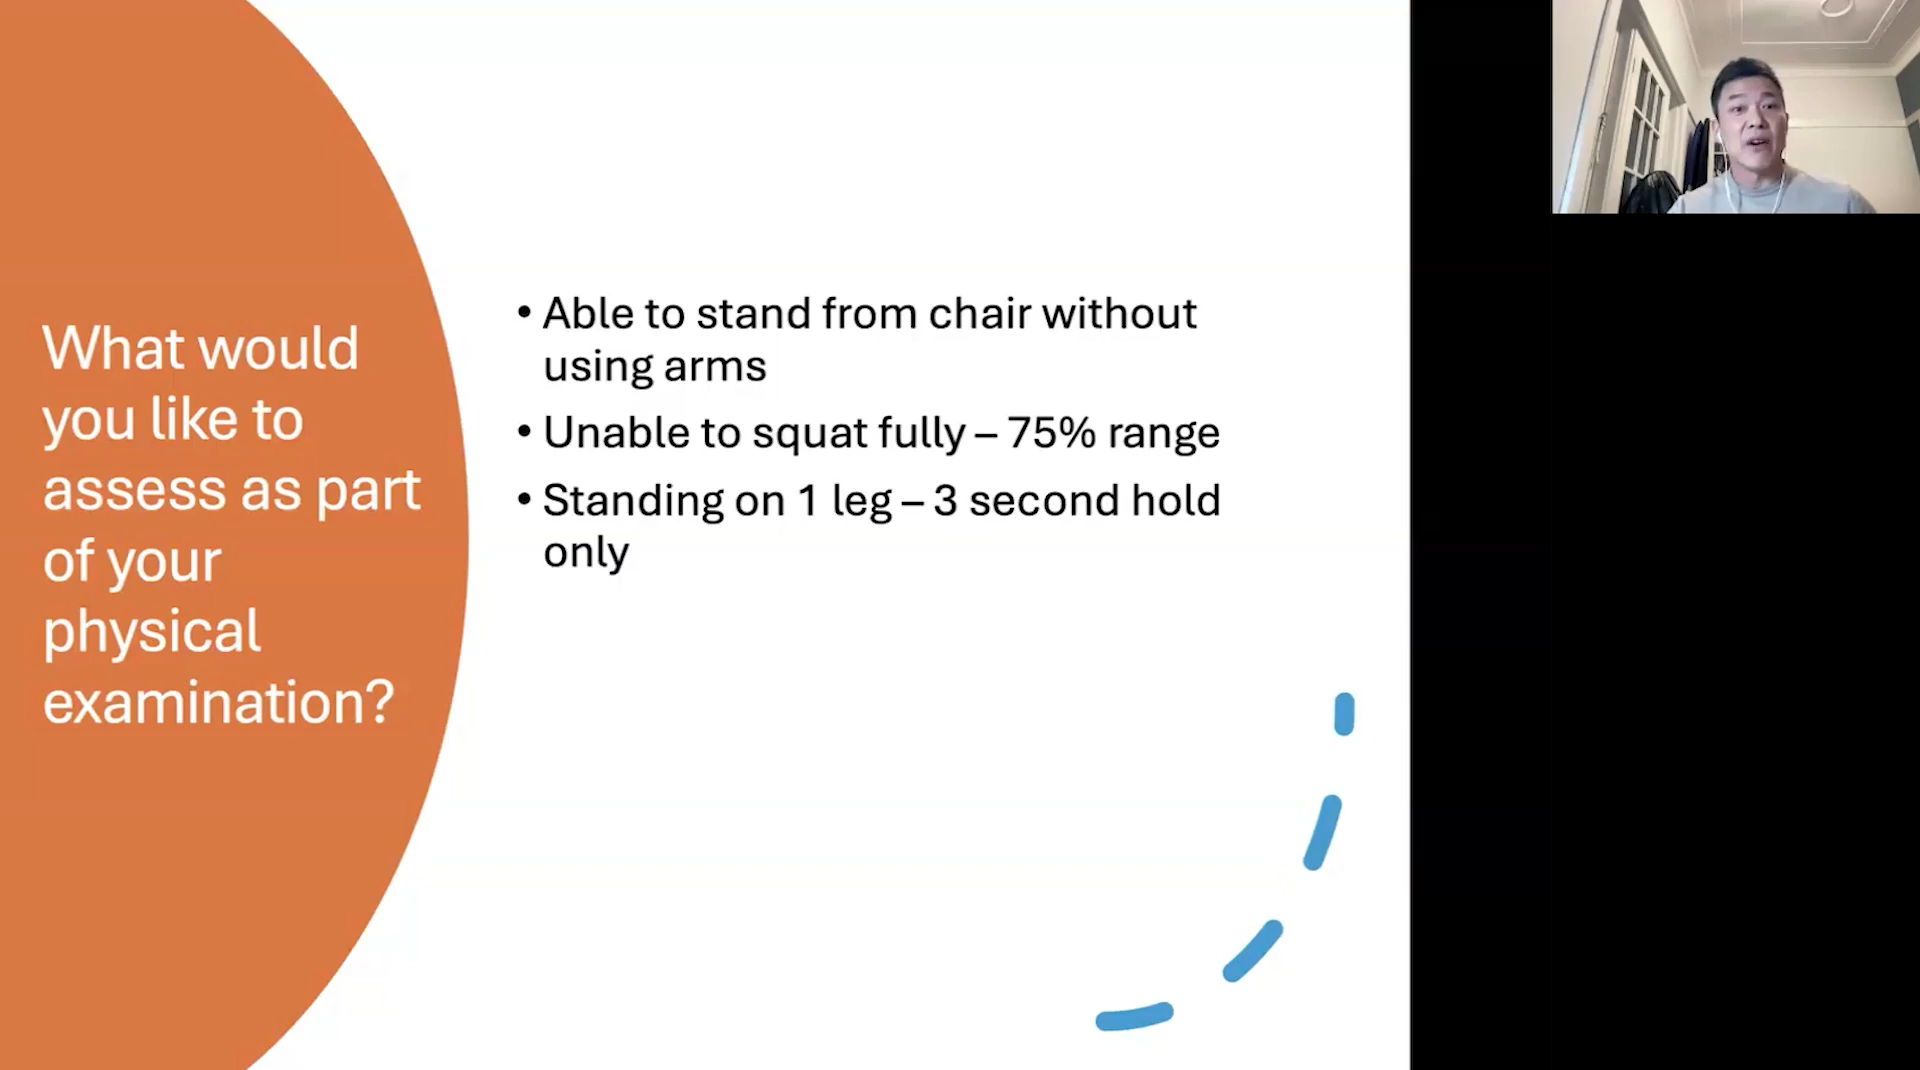 What would
you like to
assess as part
of your
physical
examination?
• Able to stand from chair without
using arms
• Unable to squat fully – 75% range
• Standing on 1 leg – 3 second hold
only